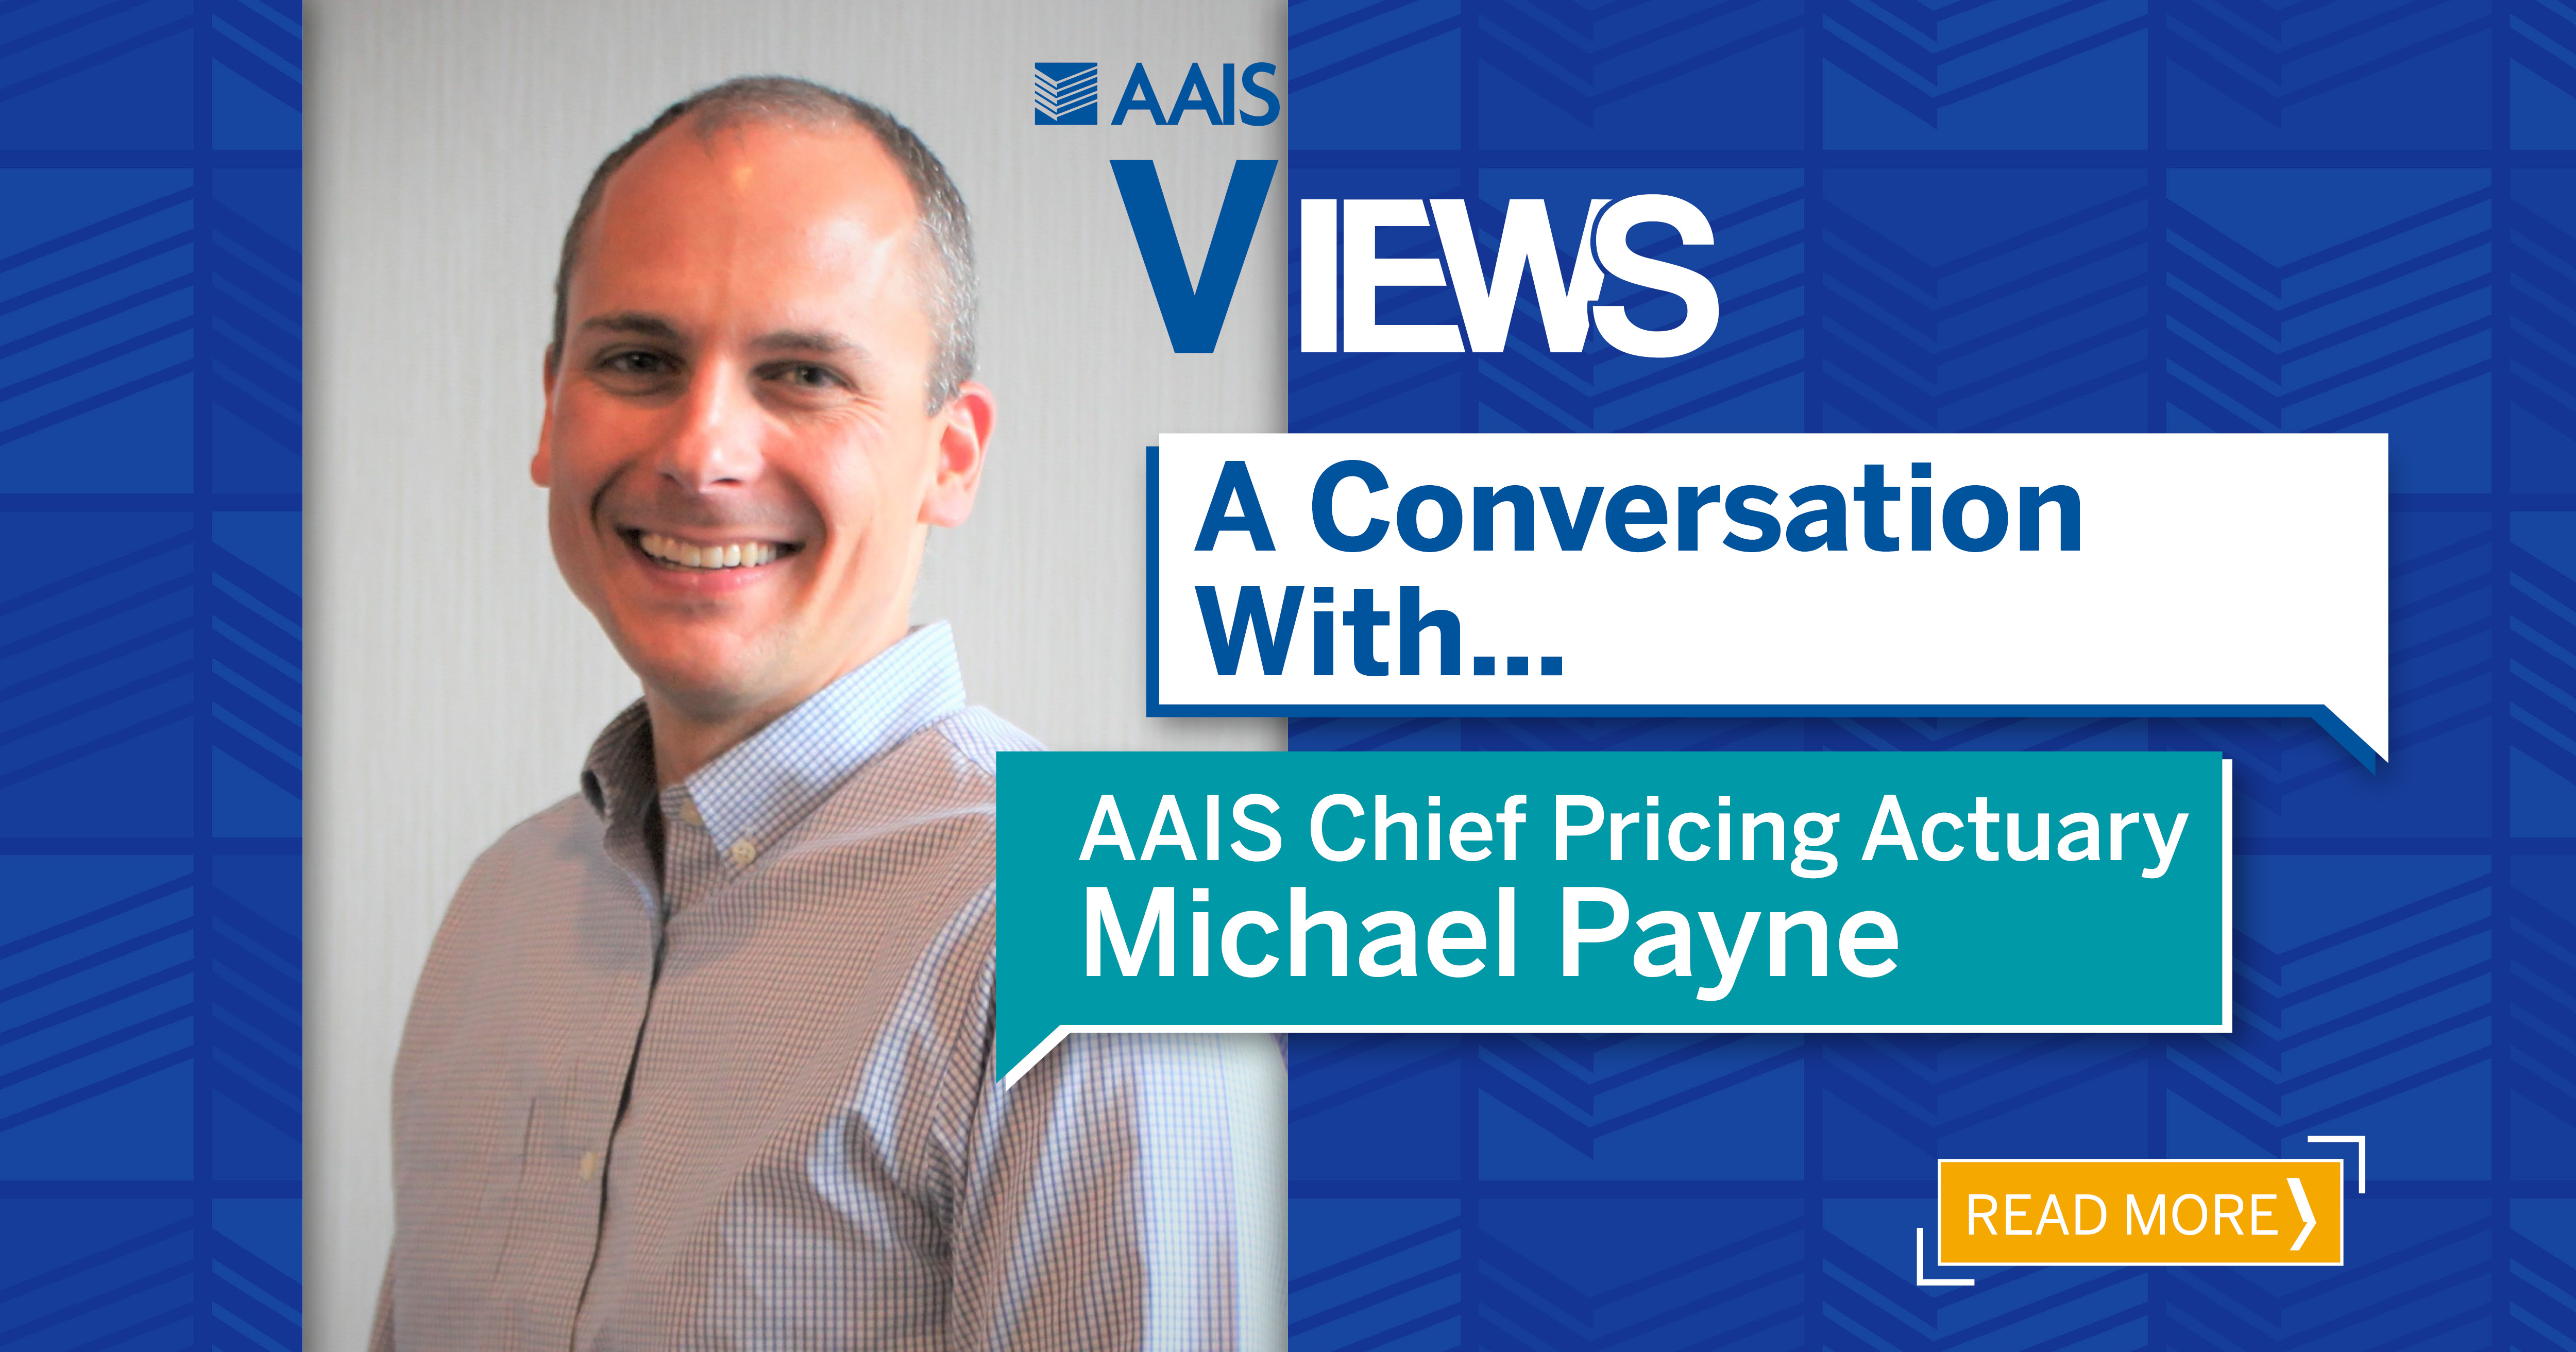 AAIS
VIEWS
A Conversation
With...
AAIS Chief Pricing Actuary
Michael Payne
READ MORE